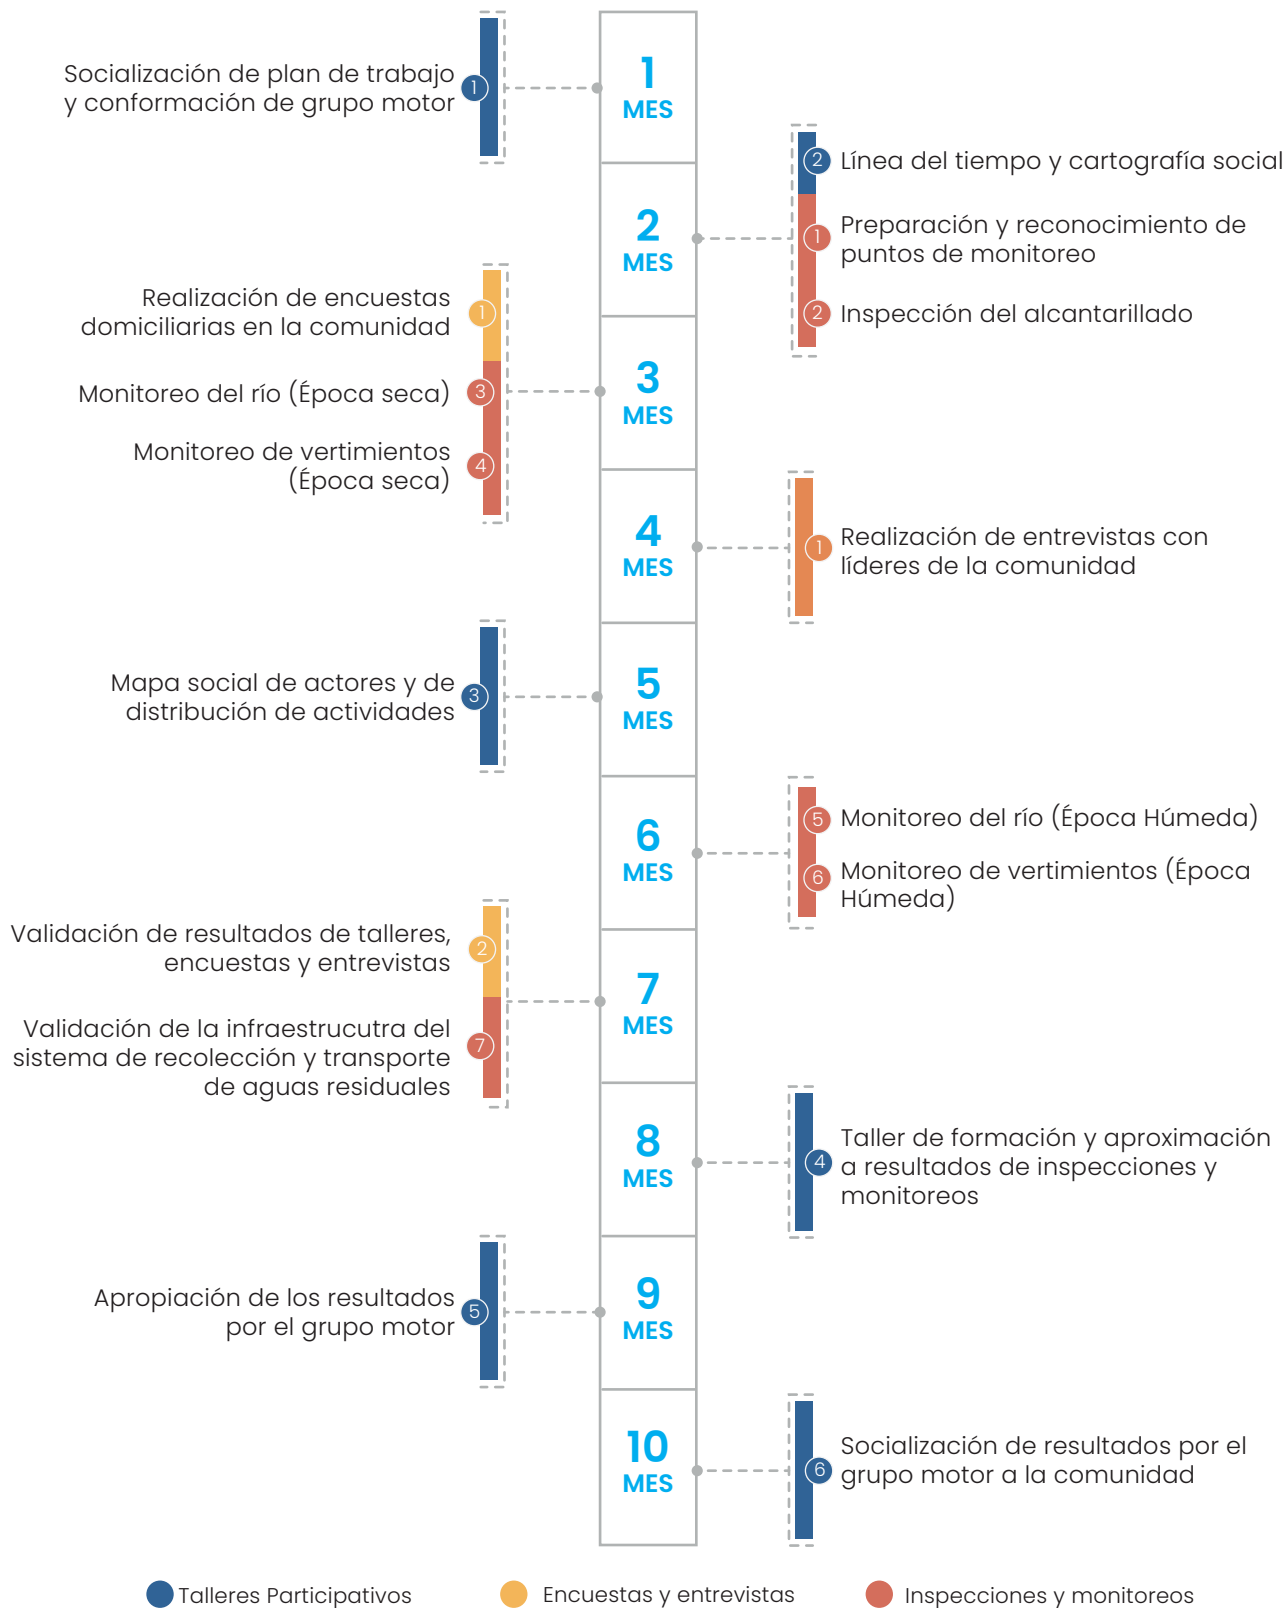 1
MES
Socialización de plan de trabajo
y conformación de grupo motor
1
2
MES
2
Línea del tiempo y cartografía social
1
Preparación y reconocimiento de
puntos de monitoreo
2
Inspección del alcantarillado
3
MES
Realización de encuestas
domiciliarias en la comunidad
1
Monitoreo del río (Época seca)
3
Monitoreo de vertimientos
(Época seca)
4
4
MES
1
Realización de entrevistas con
líderes de la comunidad
5
MES
Mapa social de actores y de
distribución de actividades
3
6
MES
5
Monitoreo del río (Época Húmeda)
6
Monitoreo de vertimientos (Época
Húmeda)
7
MES
Validación de resultados de talleres,
encuestas y entrevistas
2
Validación de la infraestrucutra del
sistema de recolección y transporte
de aguas residuales
7
8
MES
4
Taller de formación y aproximación
a resultados de inspecciones y
monitoreos
9
MES
Apropiación de los resultados
por el grupo motor
5
10
MES
6
Socialización de resultados por el
grupo motor a la comunidad
Talleres Participativos
Encuestas y entrevistas
Inspecciones y monitoreos